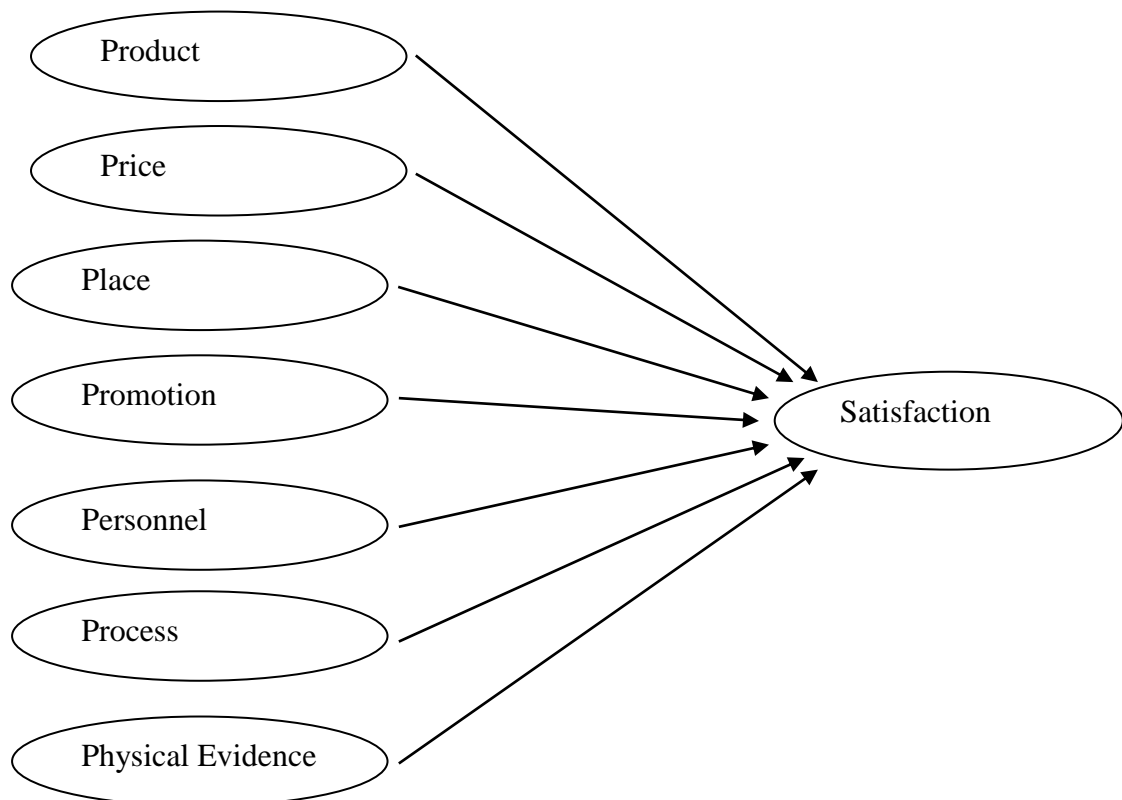 Product
Price
Place
Promotion
Satisfaction
Personnel
Process
Physical Evidence